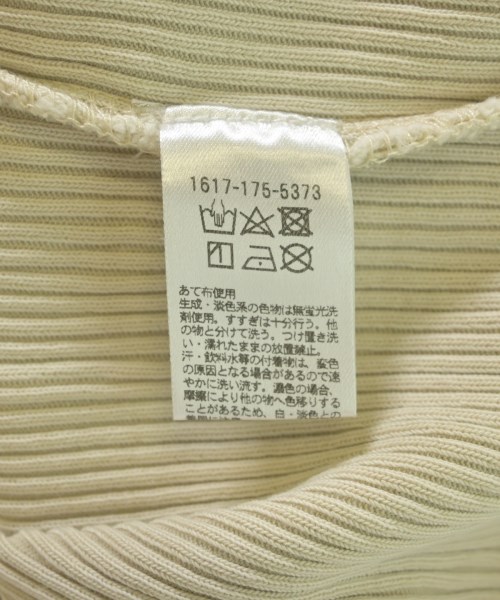 1617-175-5373
あて布使用
生成・淡色系の色物は無蛍光洗
剤使用。すすぎは十分行う。他
の物と分けて洗う。つけ置き洗
い・濡れたままの放置禁止。
汗・飲料水等の付着物は、変色
の原因となる場合があるので速
やかに洗い流す。濃色の場合、
摩擦により他の物へ色移りする
ことがあるため、白・淡色との